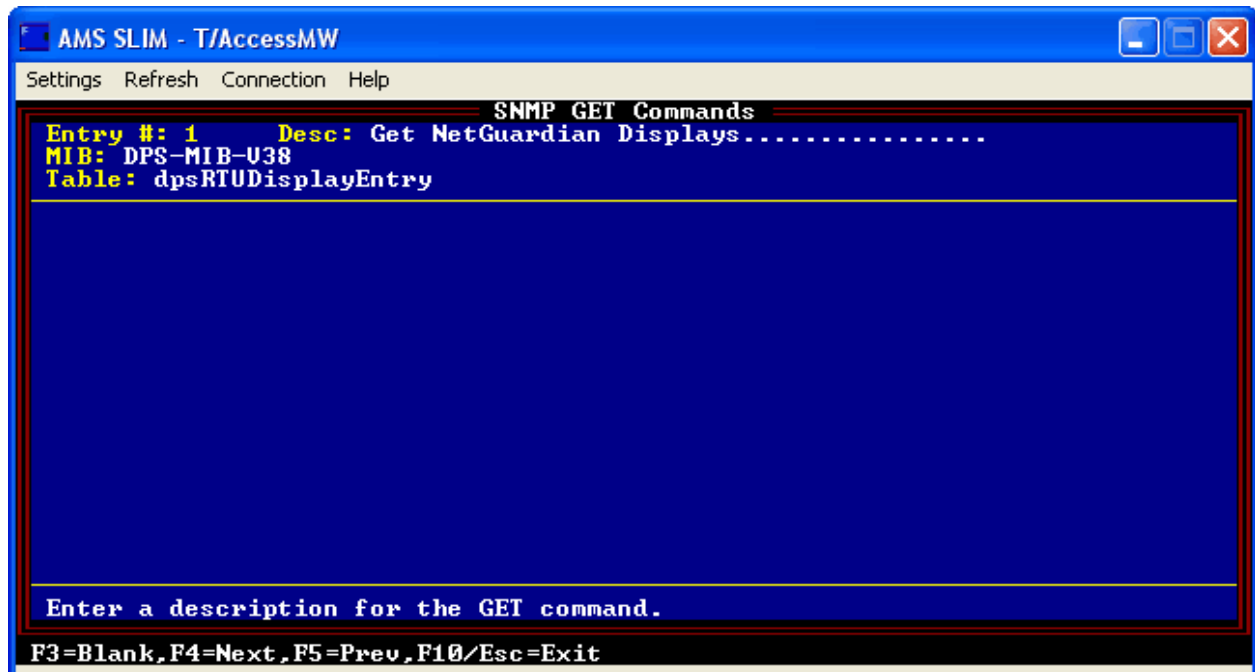 AMS SLIM - T/AccessMW
Settings Refresh Connection Help
SNMP GET Commands
Entry #: 1 Desc: Get NetGuardian Displays................
MIB: DPS-MIB-V38
Table: dpsRTUDisplayEntry
Enter a description for the GET command.
F3=Blank,F4=Next,F5=Prev,F10/Esc=Exit